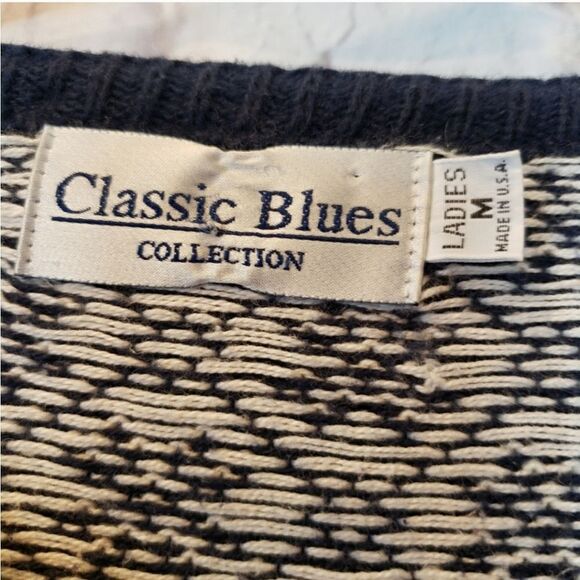 Classic Blues
COLLECTION
LADIES
M
MADE IN U.S.A.